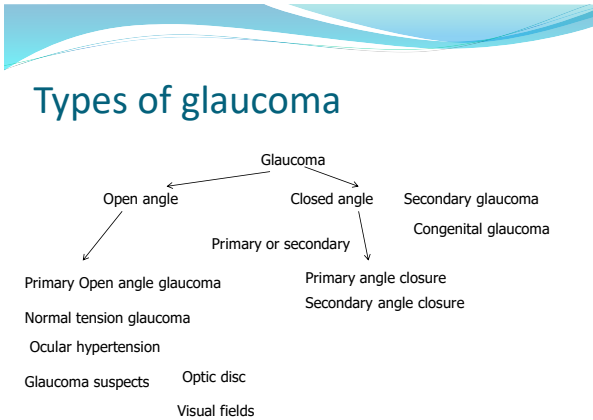 Types of glaucoma
Glaucoma
Open angle
Closed angle
Secondary glaucoma
Congenital glaucoma
Primary or secondary
Primary Open angle glaucoma
Primary angle closure
Secondary angle closure
Normal tension glaucoma
Ocular hypertension
Glaucoma suspects
Optic disc
Visual fields